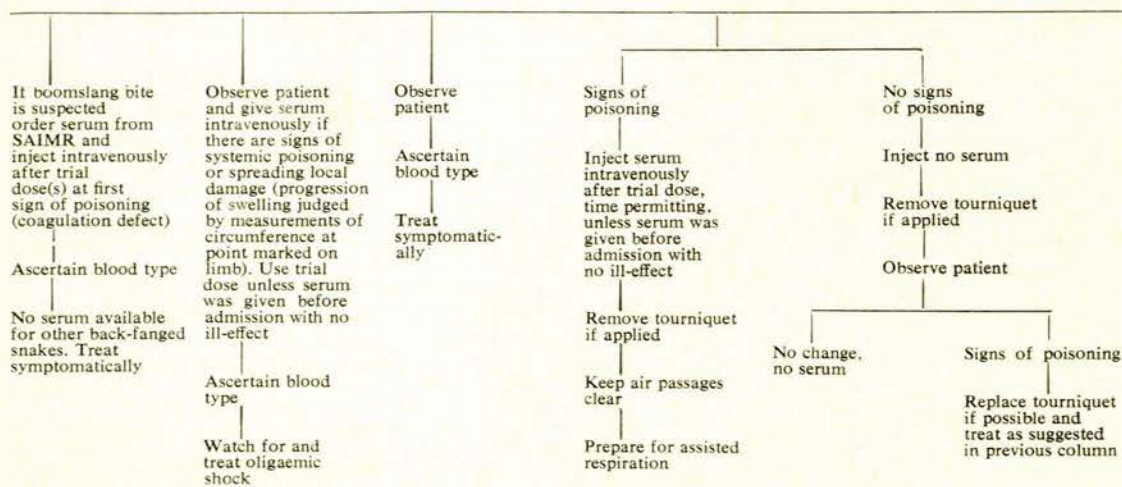 If boomslang bite
is suspected
order serum from
SAIMR and
inject intravenously
after trial
dose(s) at first
sign of poisoning
(coagulation defect)
Ascertain blood type
No serum available
for other back-fanged
snakes. Treat
symptomatically
Observe patient
and give serum
intravenously if
there are signs of
systemic poisoning
or spreading local
damage (progression
of swelling judged
by measurements of
circumference at
point marked on
limb). Use trial
dose unless serum
was given before
admission with no
ill-effect
Ascertain blood
type
Watch for and
treat oligaemic
shock
Observe
patient
Ascertain
blood type
Treat
symptomatic-
ally
Signs of
poisoning
Inject serum
intravenously
after trial dose,
time permitting,
unless serum was
given before
admission with
no ill-effect
Remove tourniquet
if applied
Keep air passages
clear
Prepare for assisted
respiration
No signs
of poisoning
Inject no serum
Remove tourniquet
if applied
Observe patient
No change,
no serum
Signs of poisoning
Replace tourniquet
if possible and
treat as suggested
in previous column